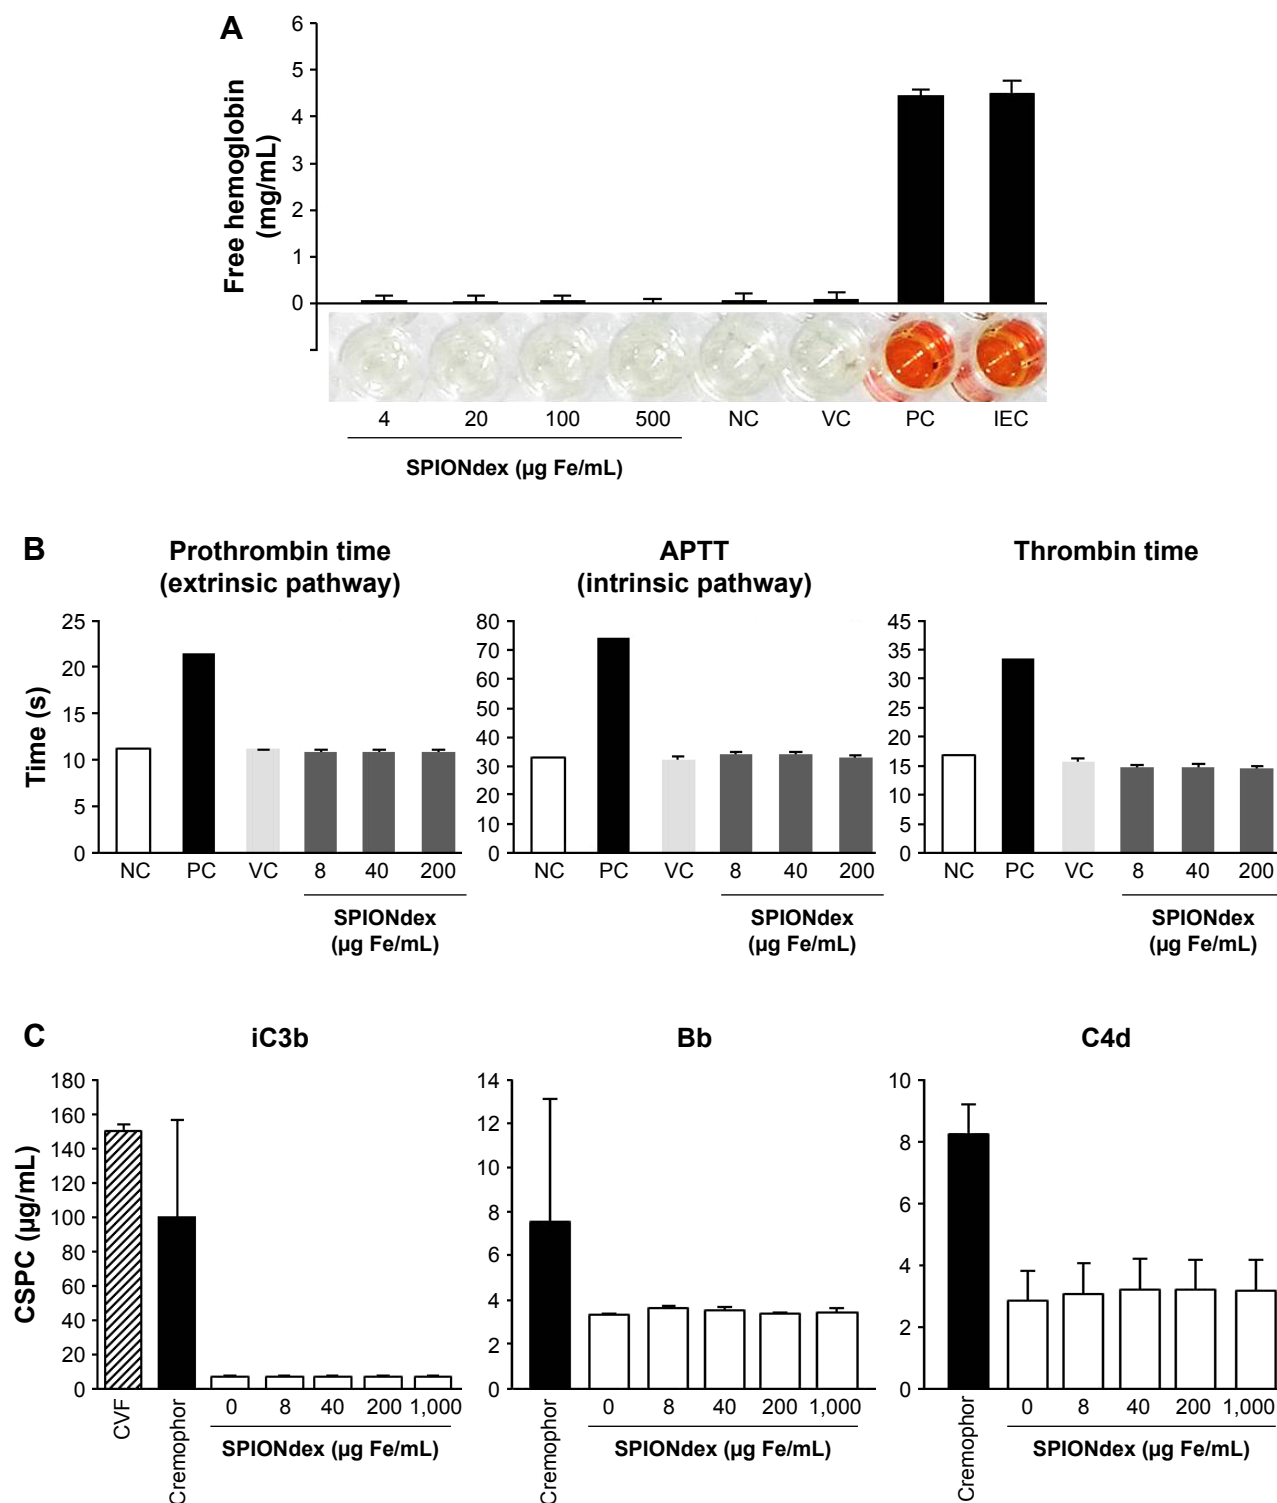 A
Free hemoglobin
(mg/mL)
6
5
4
3
2
1
0
4 20 100 500 NC VC PC IEC
SPIONdex (µg Fe/mL)
B
Prothrombin time
(extrinsic pathway)
Time (s)
25
20
15
10
5
0
NC PC VC 8 40 200
SPIONdex
(µg Fe/mL)
APTT
(intrinsic pathway)
80
70
60
50
40
30
20
10
0
NC PC VC 8 40 200
SPIONdex
(µg Fe/mL)
Thrombin time
45
35
30
25
20
15
10
5
0
NC PC VC 8 40 200
SPIONdex
(µg Fe/mL)
C
iC3b
CSPC (µg/mL)
180
160
140
120
100
80
60
40
20
0
CVF Cremophor 0 8 40 200 1,000
SPIONdex (µg Fe/mL)
Bb
14
12
10
8
6
4
2
0
Cremophor 0 8 40 200 1,000
SPIONdex (µg Fe/mL)
C4d
10
8
6
4
2
0
Cremophor 0 8 40 200 1,000
SPIONdex (µg Fe/mL)